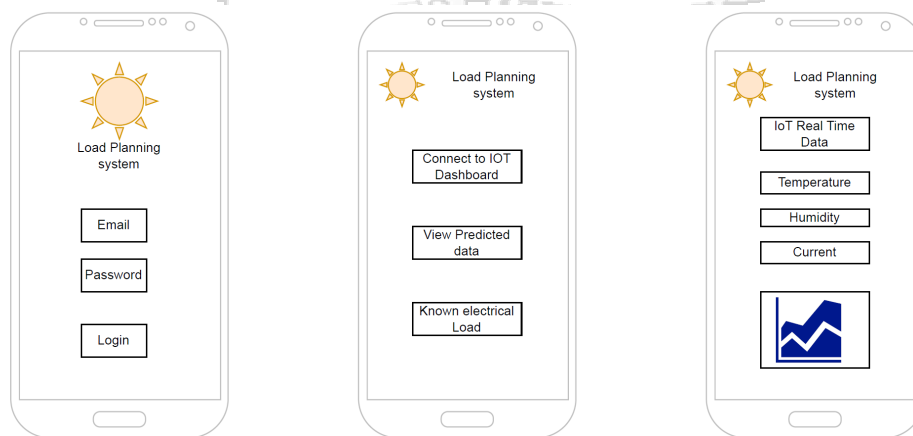 Load Planning
system
Email
Password
Login
Load Planning
system
Connect to IOT
Dashboard
View Predicted
data
Known electrical
Load
Load Planning
system
IoT Real Time
Data
Temperature
Humidity
Current